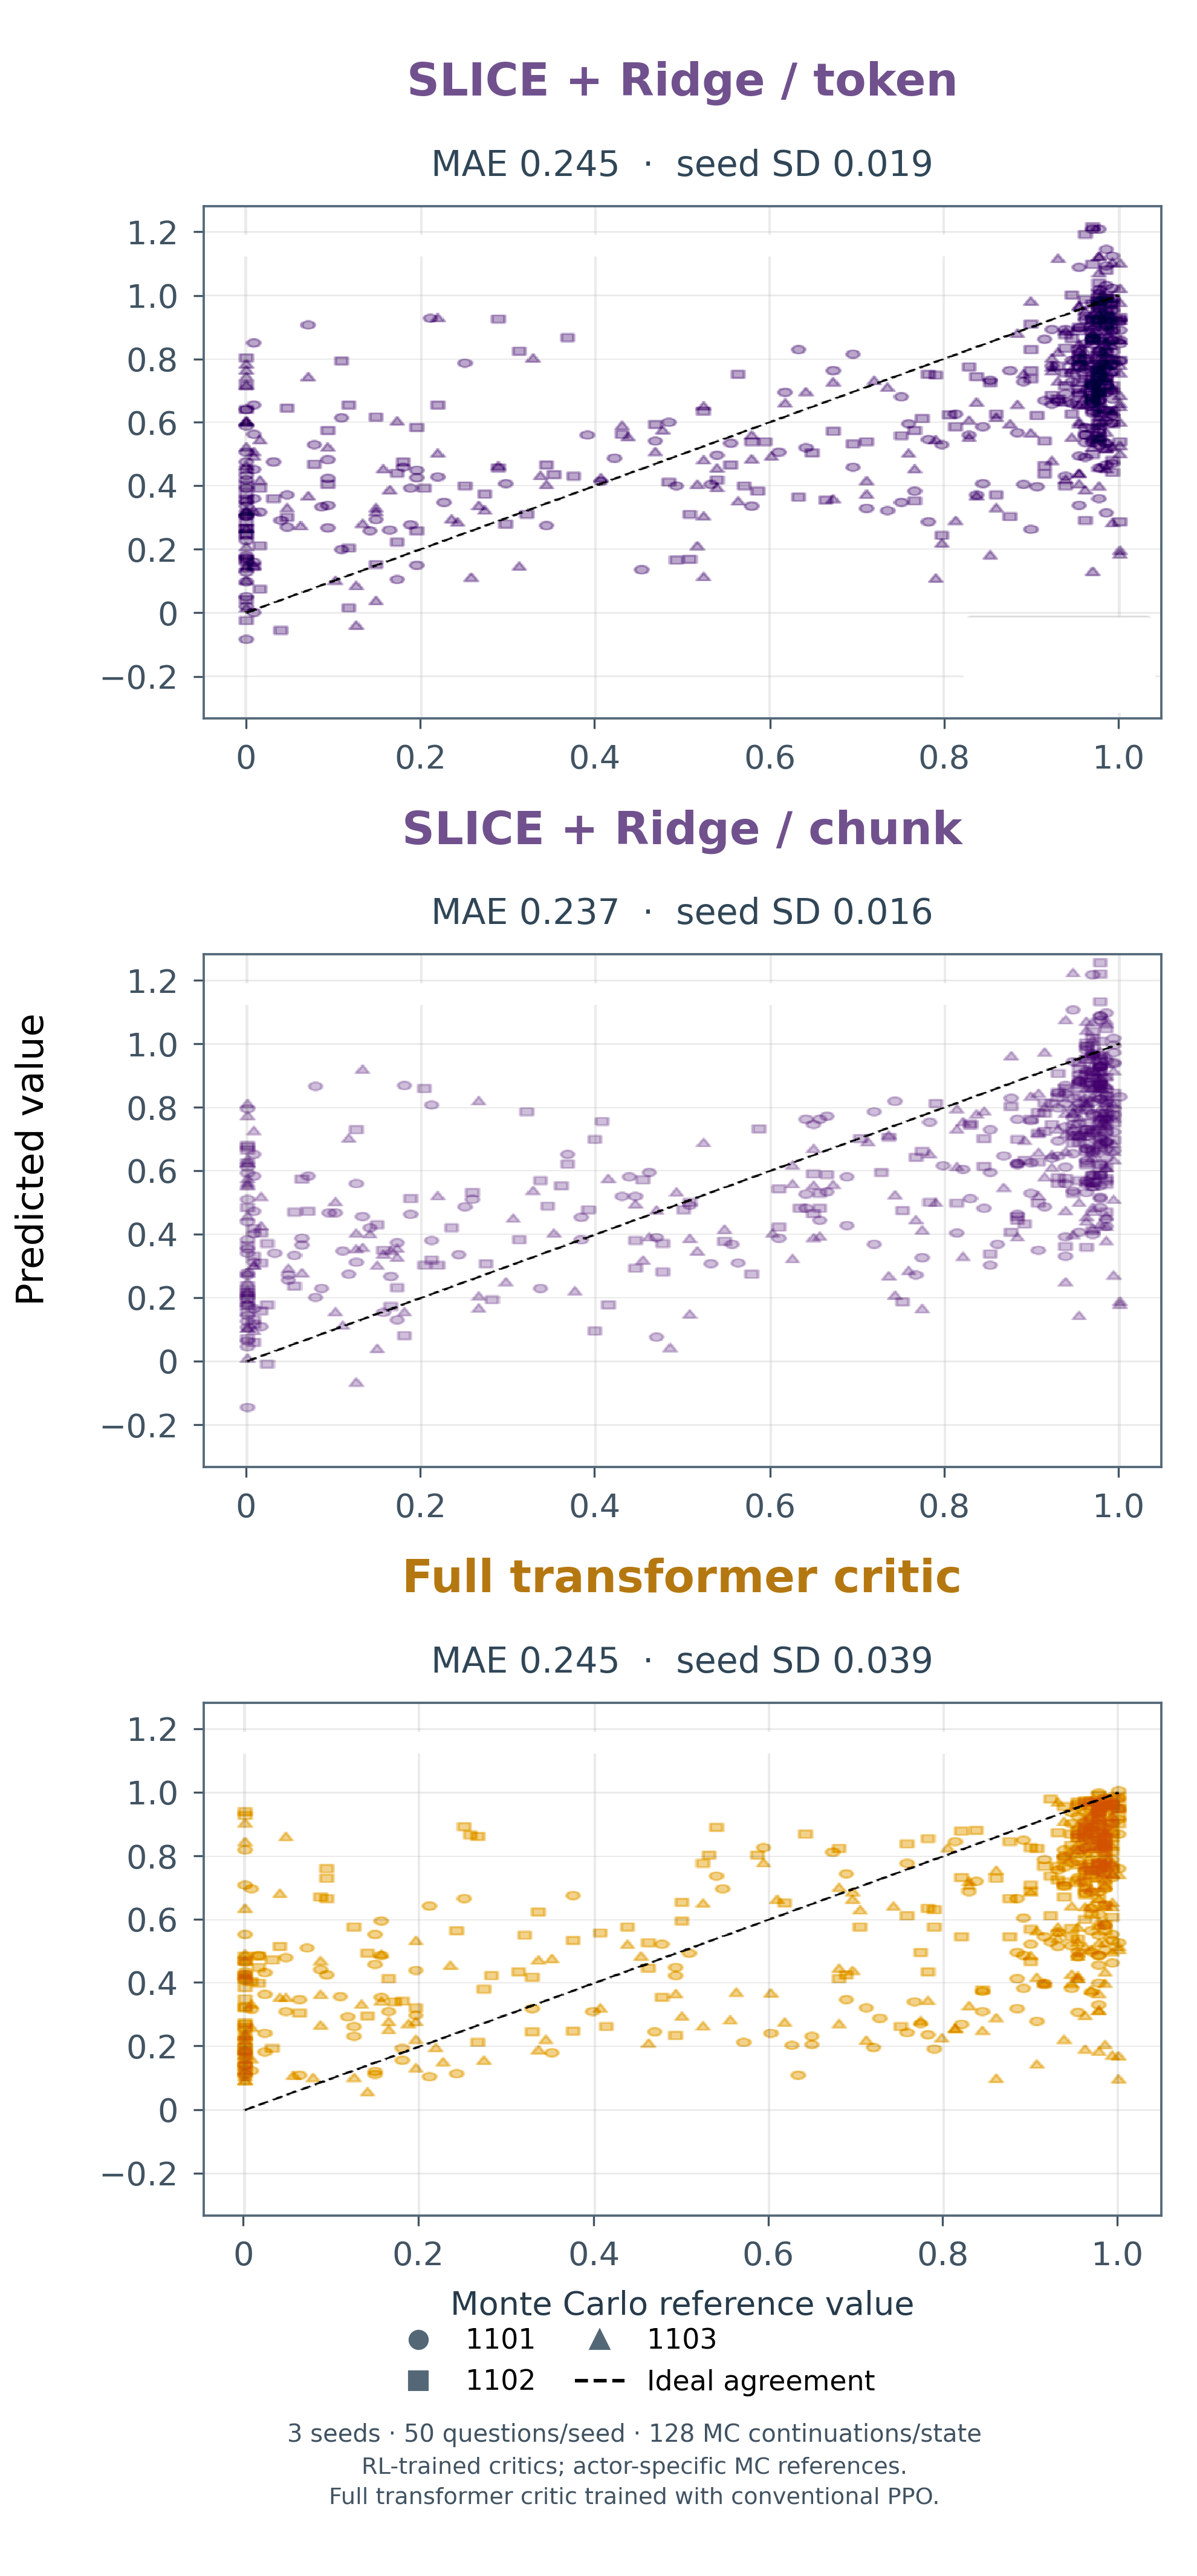 SLICE + Ridge / token
MAE 0.245 · seed SD 0.019
1.2
1.0
0.8
0.6
0.4
0.2
0
−0.2
0 0.2 0.4 0.6 0.8 1.0
SLICE + Ridge / chunk
MAE 0.237 · seed SD 0.016
Predicted value
1.2
1.0
0.8
0.6
0.4
0.2
0
−0.2
0 0.2 0.4 0.6 0.8 1.0
Full transformer critic
MAE 0.245 · seed SD 0.039
1.2
1.0
0.8
0.6
0.4
0.2
0
−0.2
0 0.2 0.4 0.6 0.8 1.0
Monte Carlo reference value
1101 1103
1102 Ideal agreement
3 seeds · 50 questions/seed · 128 MC continuations/state
RL-trained critics; actor-specific MC references.
Full transformer critic trained with conventional PPO.